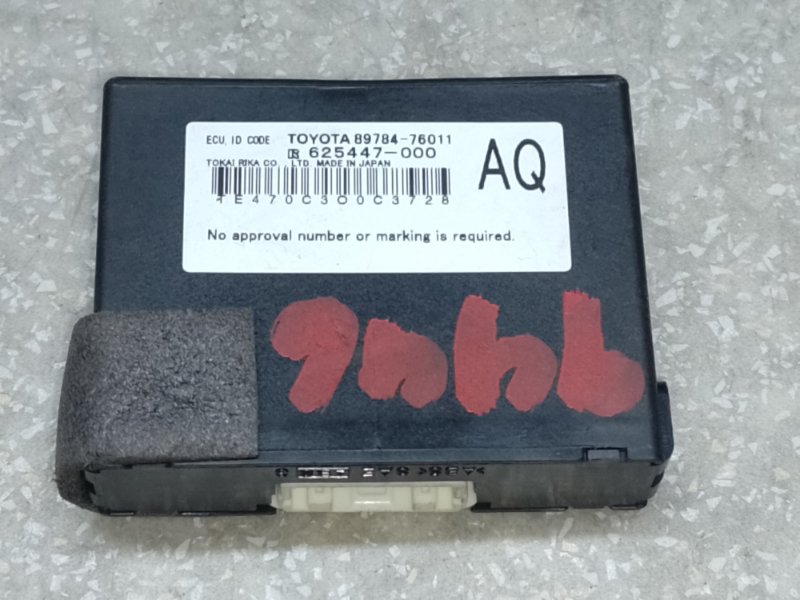 ECU, ID CODE TOYOTA 89784-76011
625447-000
TOKAI RIKA CO., LTD. MADE IN JAPAN
AQ
1E470C300C3728
No approval number or marking is required.